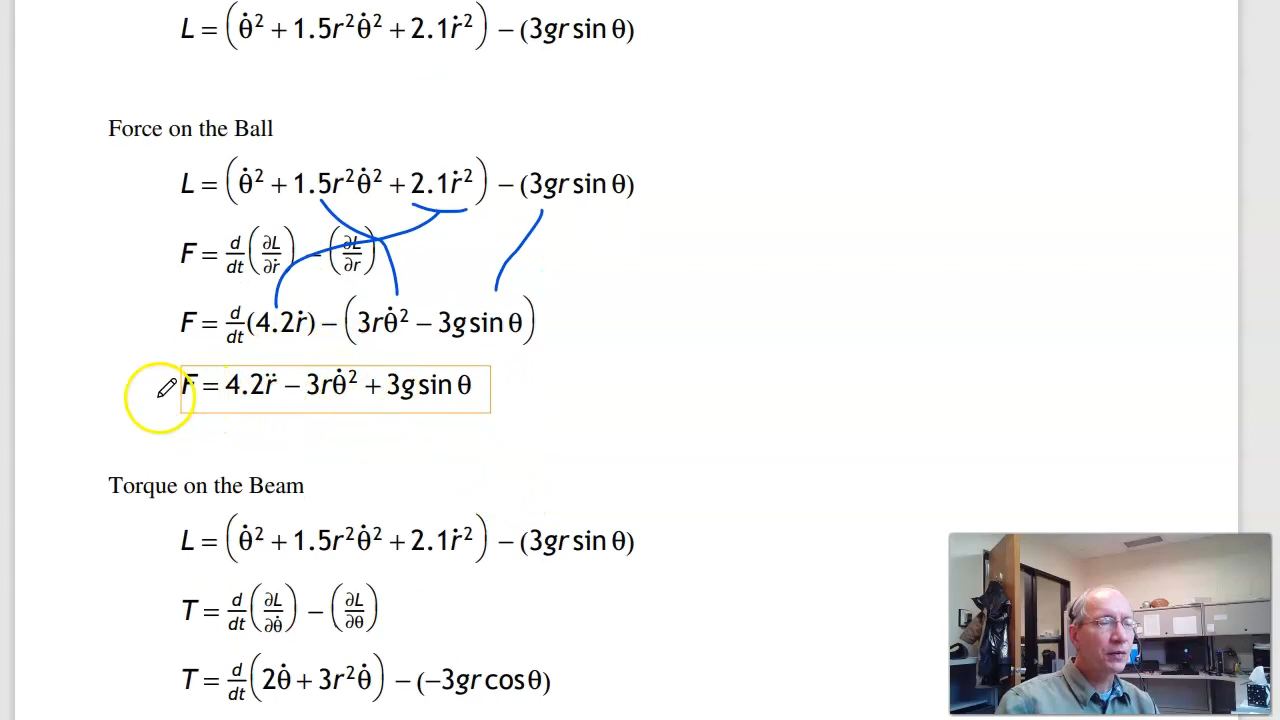 L = (θ̇² + 1.5r²θ̇² + 2.1ṙ²) − (3gr sin θ)
Force on the Ball
L = (θ̇² + 1.5r²θ̇² + 2.1ṙ²) − (3gr sin θ)
F = d/dt (∂L/∂ṙ) − (∂L/∂r)
F = d/dt (4.2ṙ) − (3rθ̇² − 3g sin θ)
F = 4.2r̈ − 3rθ̇² + 3g sin θ
Torque on the Beam
L = (θ̇² + 1.5r²θ̇² + 2.1ṙ²) − (3gr sin θ)
T = d/dt (∂L/∂θ̇) − (∂L/∂θ)
T = d/dt (2θ̇ + 3r²θ̇) − (−3gr cos θ)